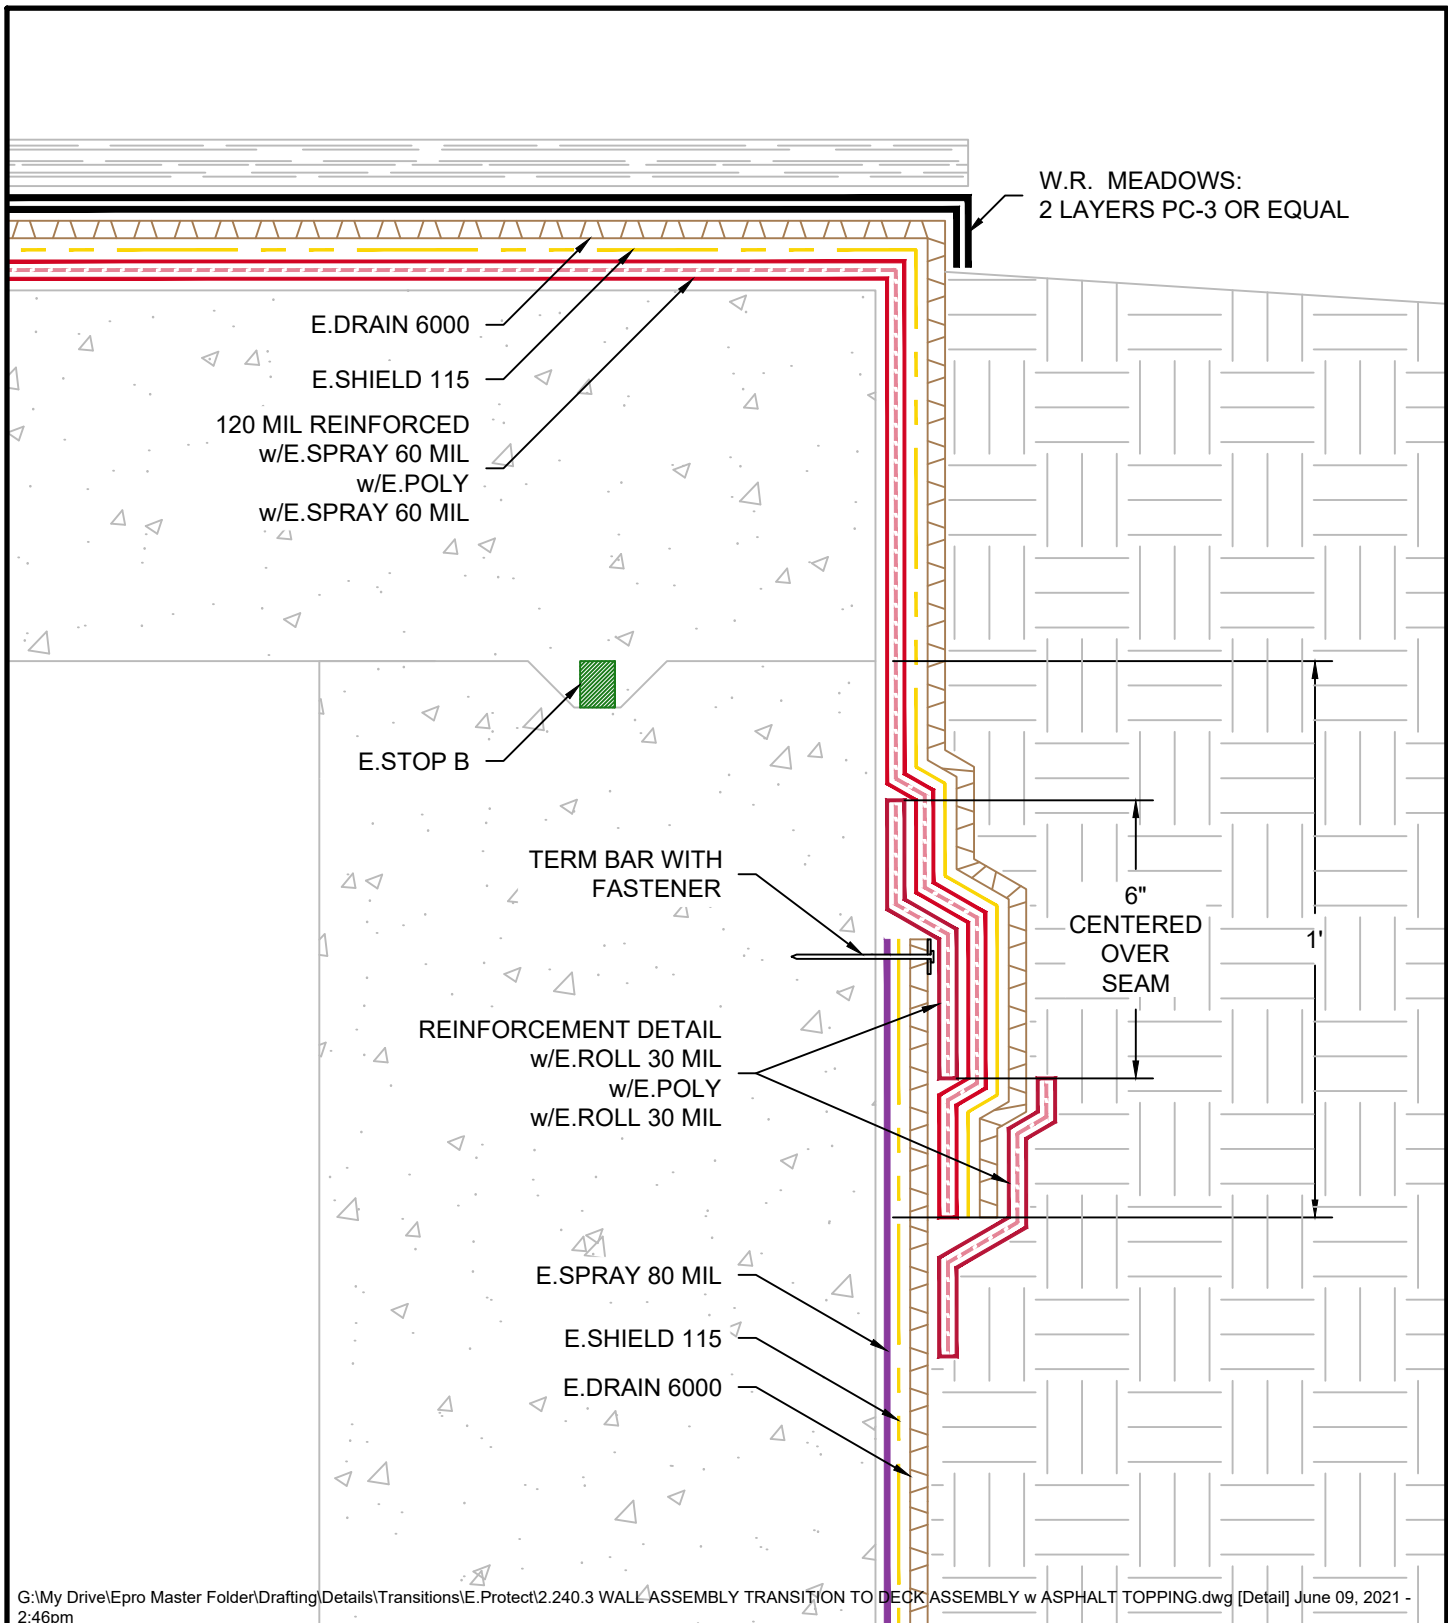 W.R. MEADOWS:
2 LAYERS PC-3 OR EQUAL
E.DRAIN 6000
E.SHIELD 115
120 MIL REINFORCED
w/E.SPRAY 60 MIL
w/E.POLY
w/E.SPRAY 60 MIL
E.STOP B
TERM BAR WITH
FASTENER
6"
CENTERED
OVER
SEAM
1'
REINFORCEMENT DETAIL
w/E.ROLL 30 MIL
w/E.POLY
w/E.ROLL 30 MIL
E.SPRAY 80 MIL
E.SHIELD 115
E.DRAIN 6000
G:\My Drive\Epro Master Folder\Drafting\Details\Transitions\E.Protect\2.240.3 WALL ASSEMBLY TRANSITION TO DECK ASSEMBLY w ASPHALT TOPPING.dwg [Detail] June 09, 2021 -
2:46pm